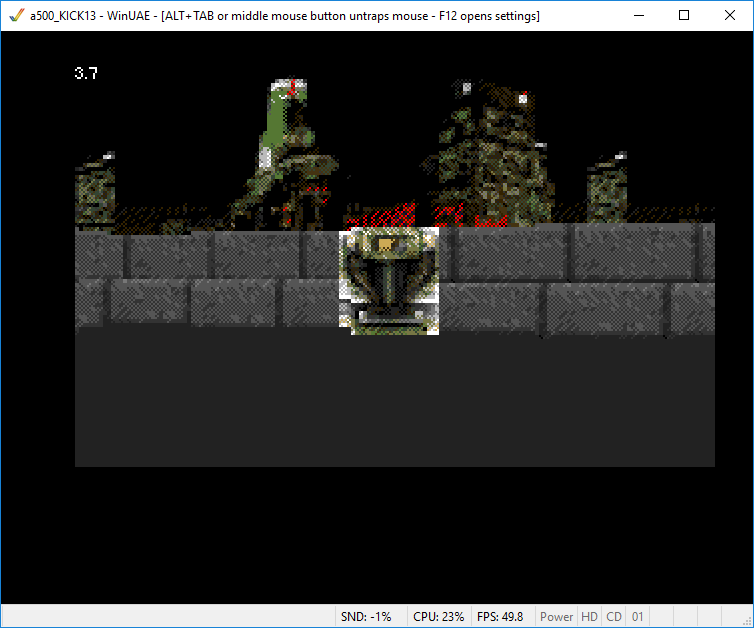 a500_KICK13 - WinUAE - [ALT+TAB or middle mouse button untraps mouse - F12 opens settings]
3.7
SND: -1% CPU: 23% FPS: 49.8 Power HD CD 01